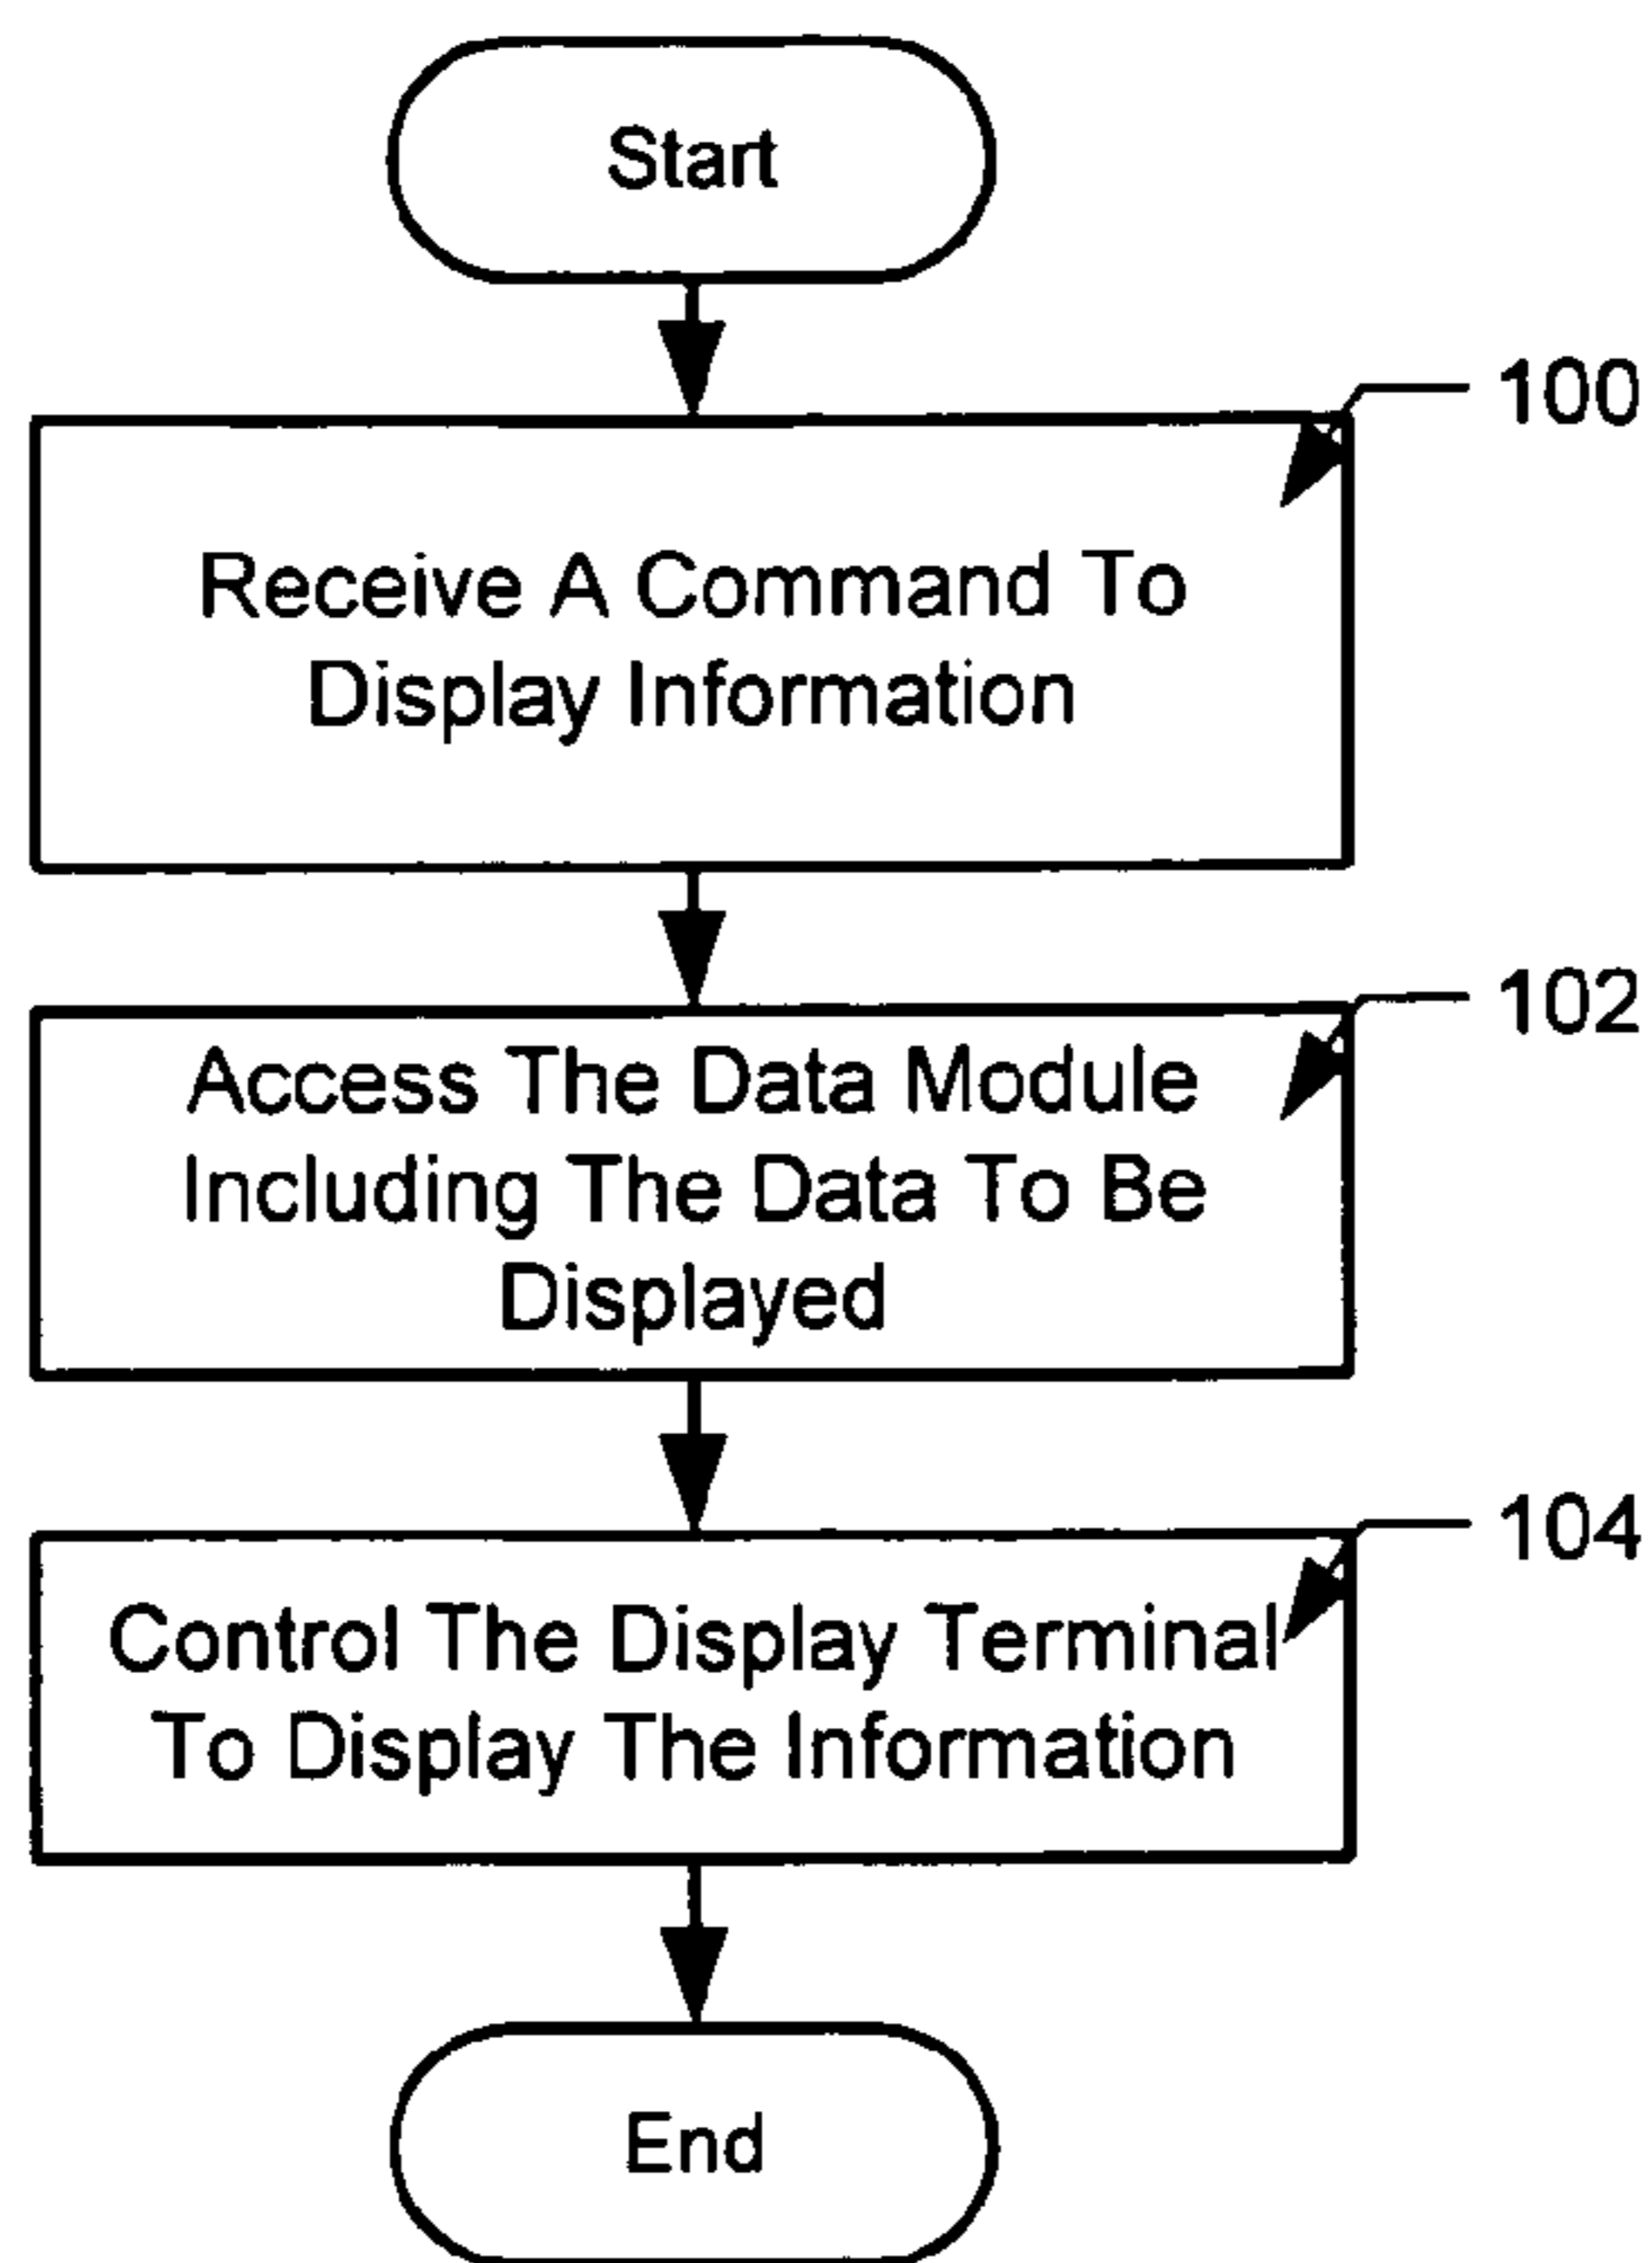 Start
100
Receive A Command To
Display Information
102
Access The Data Module
Including The Data To Be
Displayed
104
Control The Display Terminal
To Display The Information
End